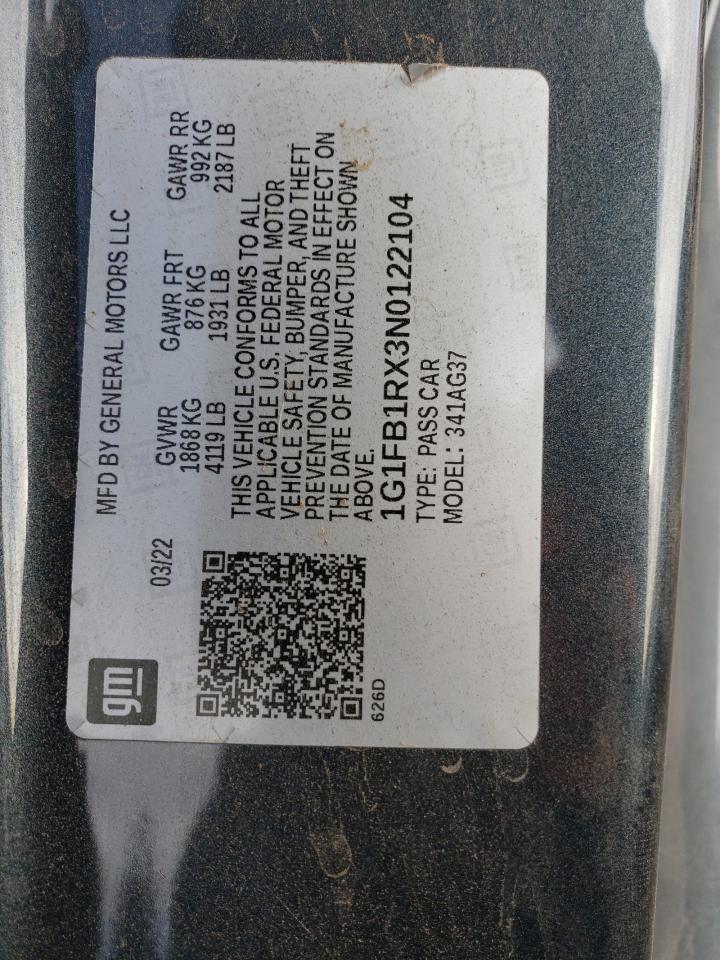 gm
MFD BY GENERAL MOTORS LLC
03/22
GVWR GAWR FRT GAWR RR
1868 KG 876 KG 992 KG
4119 LB 1931 LB 2187 LB
THIS VEHICLE CONFORMS TO ALL
APPLICABLE U.S. FEDERAL MOTOR
VEHICLE SAFETY, BUMPER, AND THEFT
PREVENTION STANDARDS IN EFFECT ON
THE DATE OF MANUFACTURE SHOWN
ABOVE.
1G1FB1RX3N0122104
TYPE: PASS CAR
MODEL: 341AG37
626D